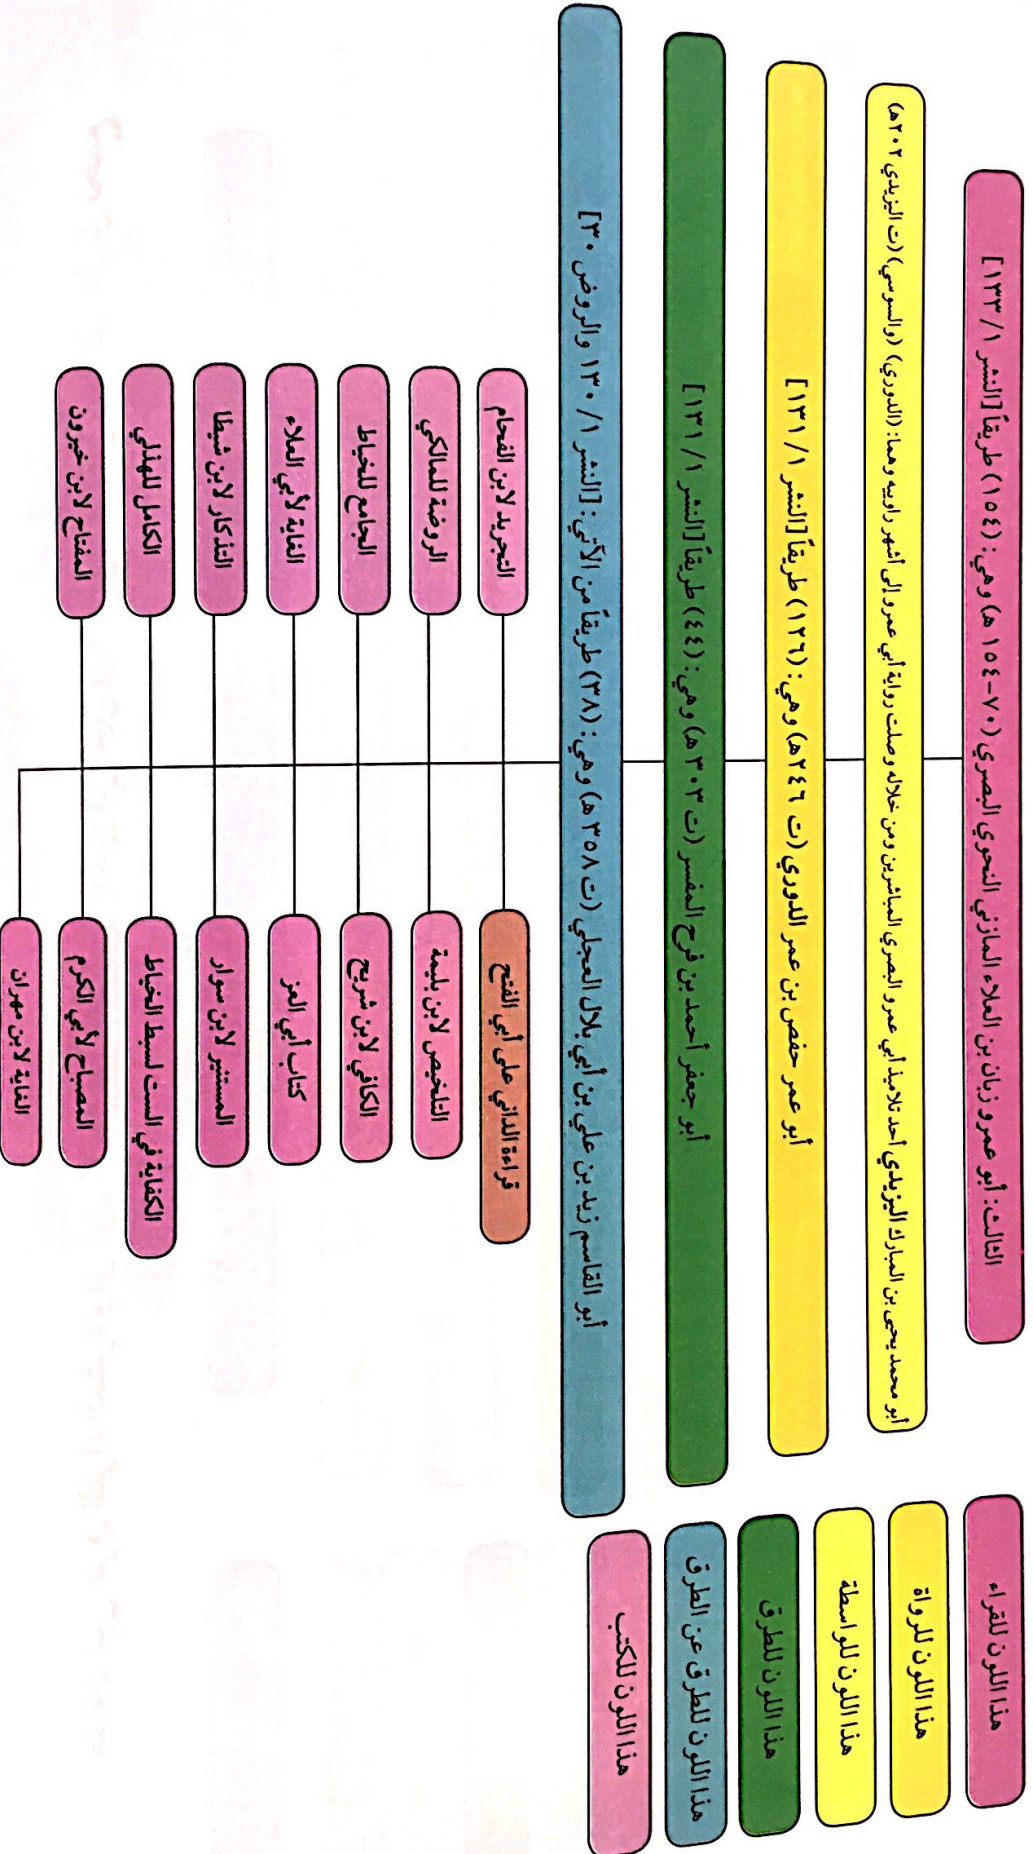 الثالث: أبو عمرو زبان بن العلاء المازني النحوي البصري (٧٠-١٥٤ هـ) وهي: (١٥٤) طريقاً [النشر ١/ ١٣٣]
أبو محمد يحيى بن المبارك اليزيدي أحد تلاميذ أبي عمرو البصري المباشرين ومن خلاله وصلت رواية أبي عمرو إلى أشهر راوييه وهما: (الدوري) (والسوسي) (ت اليزيدي ٢٠٢هـ)
أبو عمر حفص بن عمر الدوري (ت ٢٤٦هـ) وهي: (١٢٦) طريقاً [النشر ١/ ١٣١]
أبو جعفر أحمد بن فرح المفسر (ت ٣٠٣هـ) وهي: (٤٤) طريقاً [النشر ١/ ١٣١]
أبو القاسم زيد بن علي بن أبي بلال العجلي (ت ٣٥٨ هـ) وهي: (٣٨) طريقاً من الآتي: [النشر ١/ ١٣٠ والروض ٣٠]
قراءة الداني على أبي الفتح
التجريد لابن الفحام
التلخيص لابن بليمة
الروضة للمالكي
الكافي لابن شريح
الجامع للخياط
كتاب أبي العز
الغاية لأبي العلاء
المستنير لابن سوار
التذكار لابن شيطا
الكفاية في الست لسبط الخياط
الكامل للهذلي
المصباح لأبي الكرم
المفتاح لابن خيرون
الغاية لابن مهران
هذا اللون للقراء
هذا اللون للرواة
هذا اللون للواسطة
هذا اللون للطرق
هذا اللون للطرق عن الطرق
هذا اللون للكتب